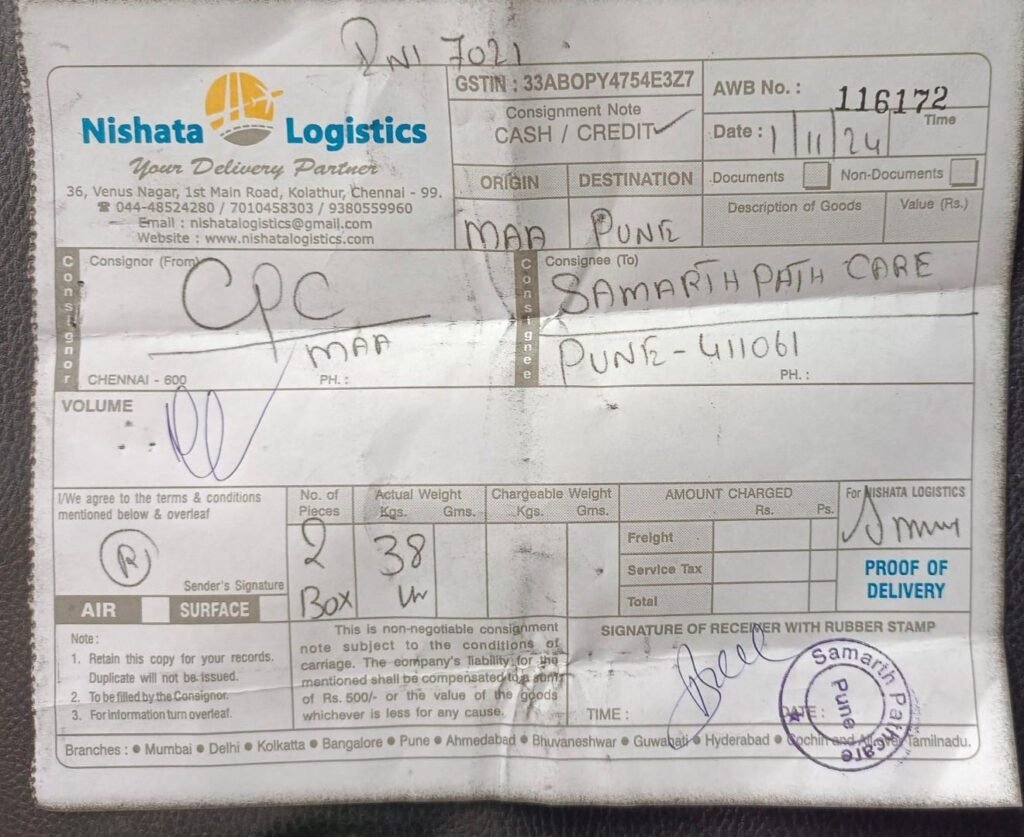 7021
GSTIN : 33ABOPY4754E3Z7
AWB No. : 116172
Nishata Logistics
Your Delivery Partner
36, Venus Nagar, 1st Main Road, Kolathur, Chennai - 99.
☎ 044-48524280 / 7010458303 / 9380559960
Email : nishatalogistics@gmail.com
Website : www.nishatalogistics.com
Consignment Note
CASH / CREDIT ✓
Date : 1/11/24 Time
ORIGIN DESTINATION
MAA PUNE
Documents Non-Documents
Description of Goods Value (Rs.)
Consignor
Consignor (From)
CPC
MAA
CHENNAI - 600 PH. :
Consignee
Consignee (To)
SAMARTH PATH CARE
PUNE - 411061
PH. :
VOLUME
I/We agree to the terms & conditions
mentioned below & overleaf
Sender's Signature
AIR SURFACE
No. of
Pieces
2
Box
Actual Weight
Kgs. Gms.
38
Chargeable Weight
Kgs. Gms.
AMOUNT CHARGED
Rs. Ps.
Freight
Service Tax
Total
For NISHATA LOGISTICS
PROOF OF
DELIVERY
Note :
1. Retain this copy for your records.
Duplicate will not be issued.
2. To be filled by the Consignor.
3. For information turn overleaf.
This is non-negotiable consignment
note subject to the conditions of
carriage. The company's liability for the
mentioned shall be compensated to a sums
of Rs. 500/- or the value of the goods
whichever is less for any cause.
SIGNATURE OF RECEIVER WITH RUBBER STAMP
TIME : DATE :
Samarth Pathcare
Pune
Branches : ● Mumbai ● Delhi ● Kolkatta ● Bangalore ● Pune ● Ahmedabad ● Bhuvaneshwar ● Guwahati ● Hyderabad ● Cochin and All over Tamilnadu.